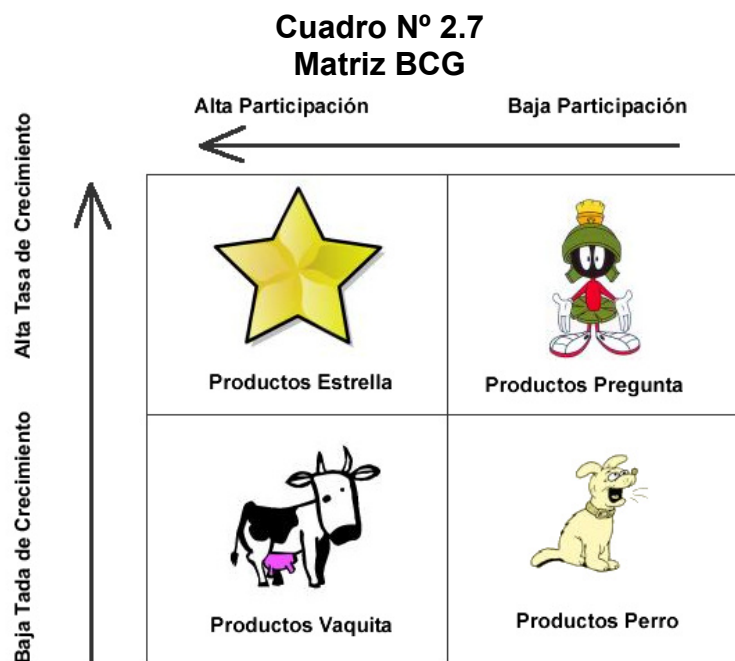 Cuadro Nº 2.7
Matriz BCG
Alta Participación
Baja Participación
Alta Tasa de Crecimiento
Productos Estrella
Productos Pregunta
Baja Tada de Crecimiento
Productos Vaquita
Productos Perro